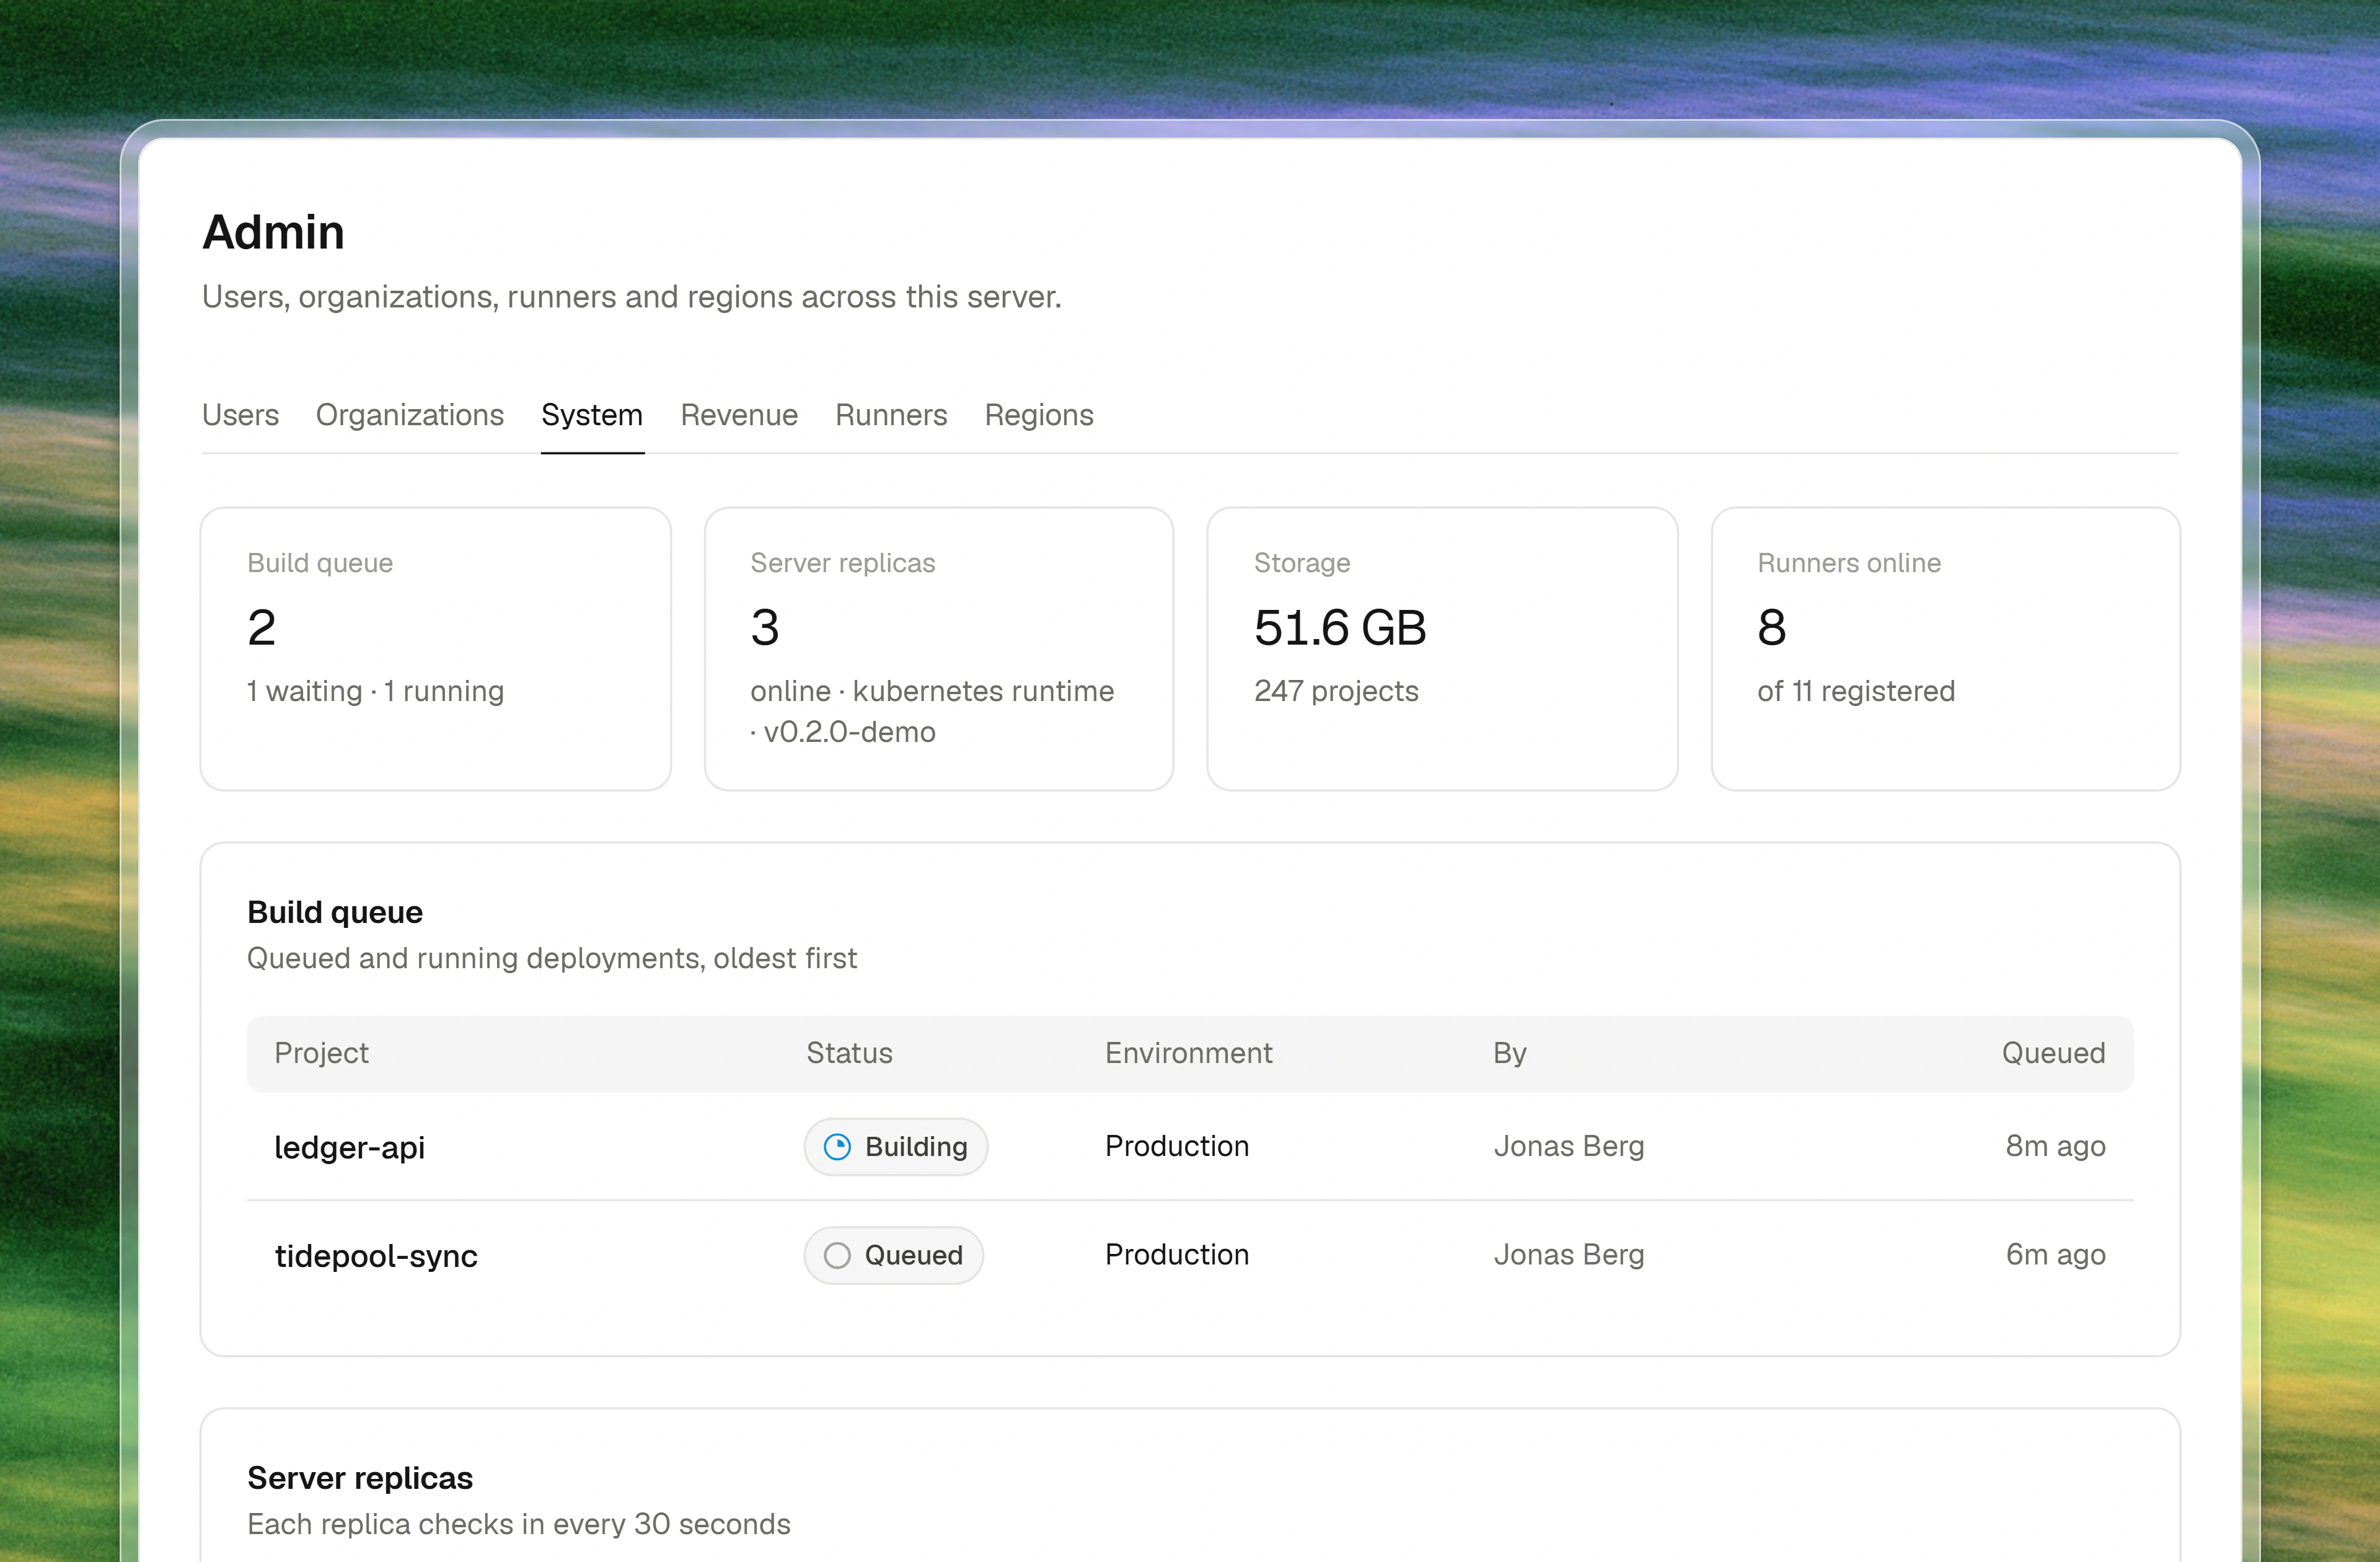 Admin
Users, organizations, runners and regions across this server.
Users Organizations System Revenue Runners Regions
Build queue
2
1 waiting · 1 running
Server replicas
3
online · kubernetes runtime
· v0.2.0-demo
Storage
51.6 GB
247 projects
Runners online
8
of 11 registered
Build queue
Queued and running deployments, oldest first
Project Status Environment By Queued
ledger-api Building Production Jonas Berg 8m ago
tidepool-sync Queued Production Jonas Berg 6m ago
Server replicas
Each replica checks in every 30 seconds